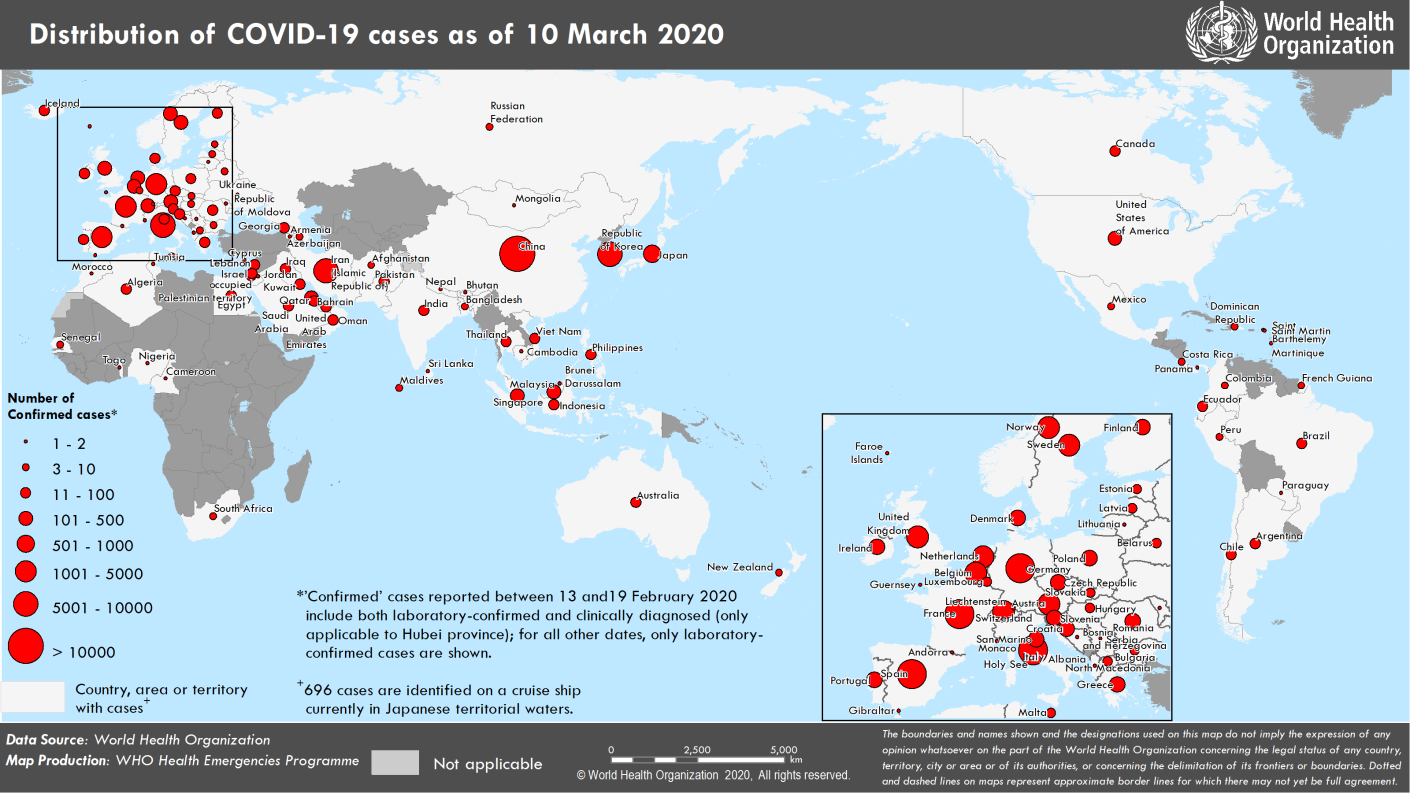 Distribution of COVID-19 cases as of 10 March 2020
World Health
Organization
Iceland
Russian
Federation
Canada
Ukraine
Republic
of Moldova
Georgia
Armenia
Azerbaijan
Mongolia
United
States
of America
Republic
of Korea
China
Japan
Cyprus
Lebanon
Tunisia
Morocco
Iraq
Iran
(Islamic
Republic of)
Afghanistan
Israel
Jordan
occupied
Palestinian territory
Kuwait
Pakistan
Nepal
Bhutan
Algeria
Egypt
Qatar
Bahrain
India
Bangladesh
Mexico
Saudi
Arabia
United
Arab
Emirates
Oman
Dominican
Republic
Saint
Saint Martin
Barthelemy
Martinique
Senegal
Togo
Nigeria
Cameroon
Thailand
Viet Nam
Cambodia
Philippines
Sri Lanka
Maldives
Brunei
Darussalam
Malaysia
Singapore
Indonesia
Costa Rica
Panama
Colombia
French Guiana
Ecuador
Peru
Brazil
Paraguay
Chile
Argentina
South Africa
Australia
New Zealand
Number of
Confirmed cases*
1 - 2
3 - 10
11 - 100
101 - 500
501 - 1000
1001 - 5000
5001 - 10000
> 10000
Country, area or territory
with cases+
*'Confirmed' cases reported between 13 and19 February 2020
include both laboratory-confirmed and clinically diagnosed (only
applicable to Hubei province); for all other dates, only laboratory-
confirmed cases are shown.
+696 cases are identified on a cruise ship
currently in Japanese territorial waters.
Norway
Sweden
Finland
Faroe
Islands
Estonia
Latvia
Lithuania
Denmark
United
Kingdom
Ireland
Belarus
Netherlands
Poland
Belgium
Germany
Guernsey
Luxembourg
Czech Republic
Slovakia
Liechtenstein
Austria
France
Switzerland
Hungary
Slovenia
Croatia
Romania
San Marino
Bosnia
and Herzegovina
Serbia
Monaco
Andorra
Italy
Holy See
Albania
Bulgaria
North Macedonia
Portugal
Spain
Greece
Gibraltar
Malta
Data Source: World Health Organization
Map Production: WHO Health Emergencies Programme
Not applicable
0 2,500 5,000
km
© World Health Organization 2020, All rights reserved.
The boundaries and names shown and the designations used on this map do not imply the expression of any
opinion whatsoever on the part of the World Health Organization concerning the legal status of any country,
territory, city or area or of its authorities, or concerning the delimitation of its frontiers or boundaries. Dotted
and dashed lines on maps represent approximate border lines for which there may not yet be full agreement.